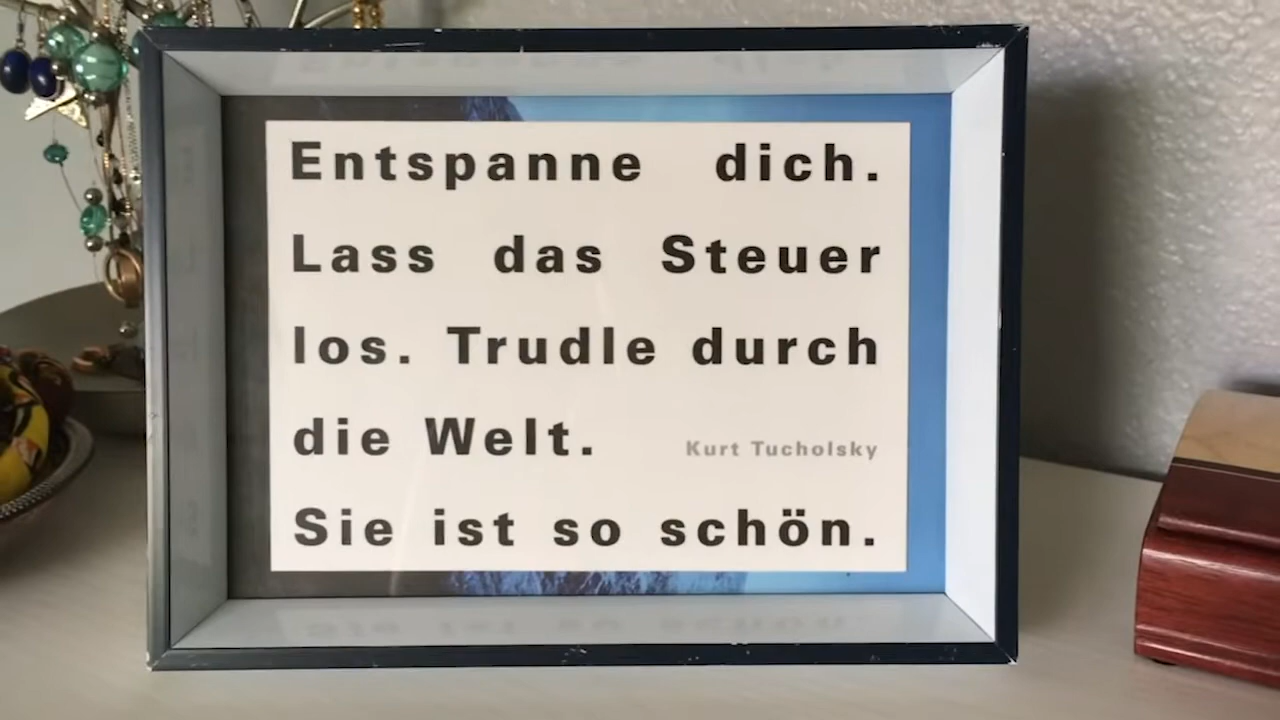 Entspanne dich.
Lass das Steuer
los. Trudle durch
die Welt. Kurt Tucholsky
Sie ist so schön.